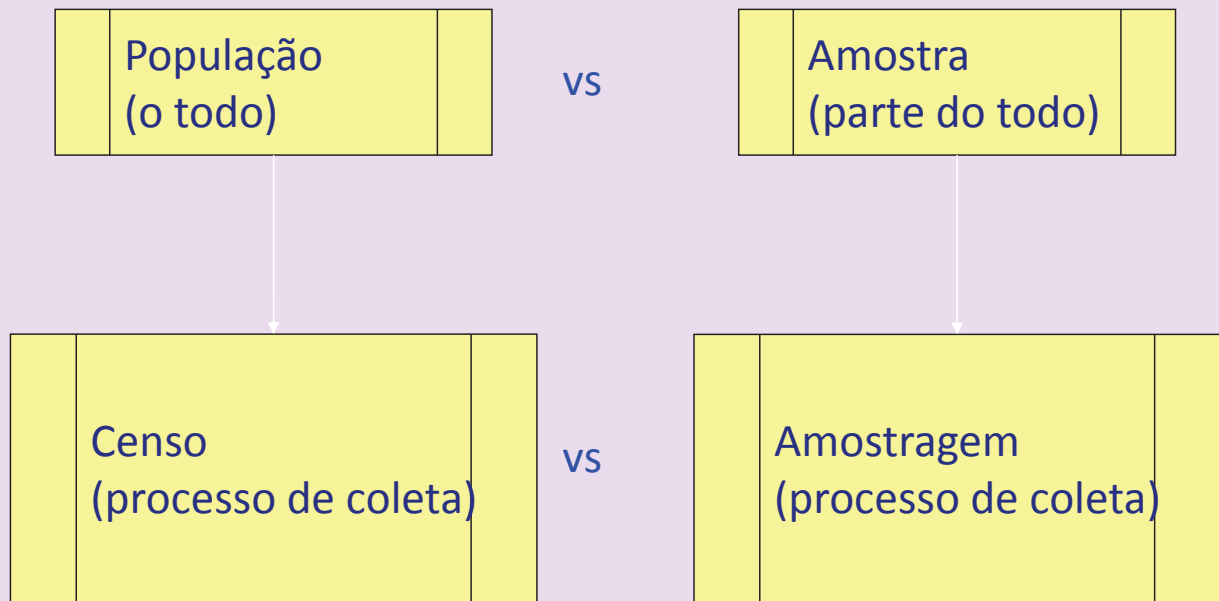 População
(o todo)
vs
Amostra
(parte do todo)
Censo
(processo de coleta)
vs
Amostragem
(processo de coleta)